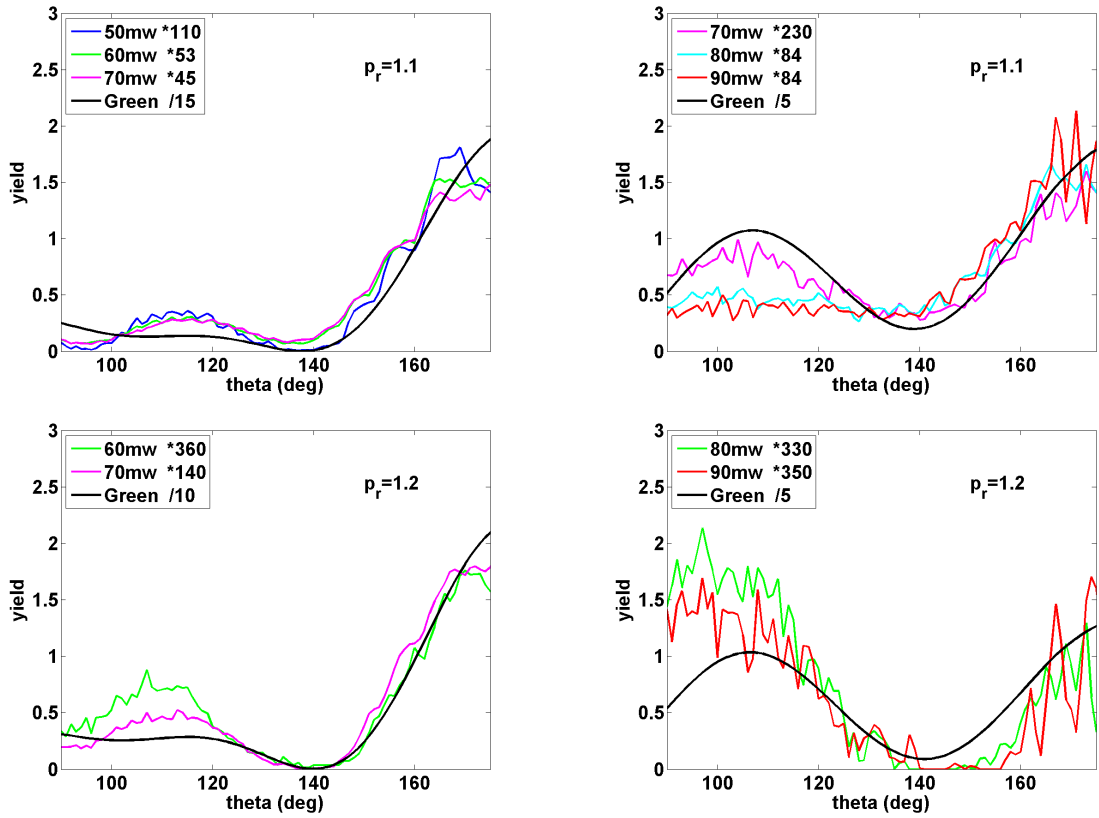 3
2.5
2
1.5
1
0.5
0
yield
50mw *110
60mw *53
70mw *45
Green /15
p_r=1.1
100 120 140 160
theta (deg)
3
2.5
2
1.5
1
0.5
0
yield
70mw *230
80mw *84
90mw *84
Green /5
p_r=1.1
100 120 140 160
theta (deg)
3
2.5
2
1.5
1
0.5
0
yield
60mw *360
70mw *140
Green /10
p_r=1.2
100 120 140 160
theta (deg)
3
2.5
2
1.5
1
0.5
0
yield
80mw *330
90mw *350
Green /5
p_r=1.2
100 120 140 160
theta (deg)